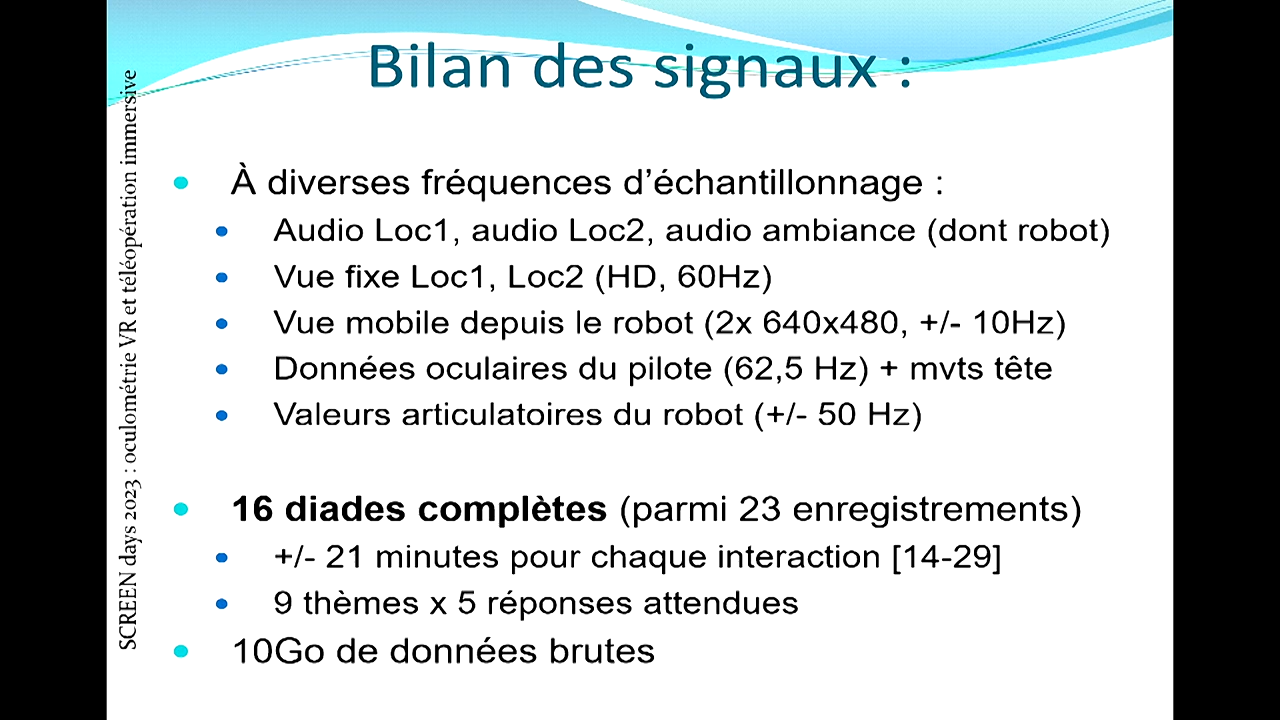 Bilan des signaux :
SCREEN days 2023 : oculométrie VR et téléopération immersive
À diverses fréquences d’échantillonnage :
Audio Loc1, audio Loc2, audio ambiance (dont robot)
Vue fixe Loc1, Loc2 (HD, 60Hz)
Vue mobile depuis le robot (2x 640x480, +/- 10Hz)
Données oculaires du pilote (62,5 Hz) + mvts tête
Valeurs articulatoires du robot (+/- 50 Hz)
16 diades complètes (parmi 23 enregistrements)
+/- 21 minutes pour chaque interaction [14-29]
9 thèmes x 5 réponses attendues
10Go de données brutes